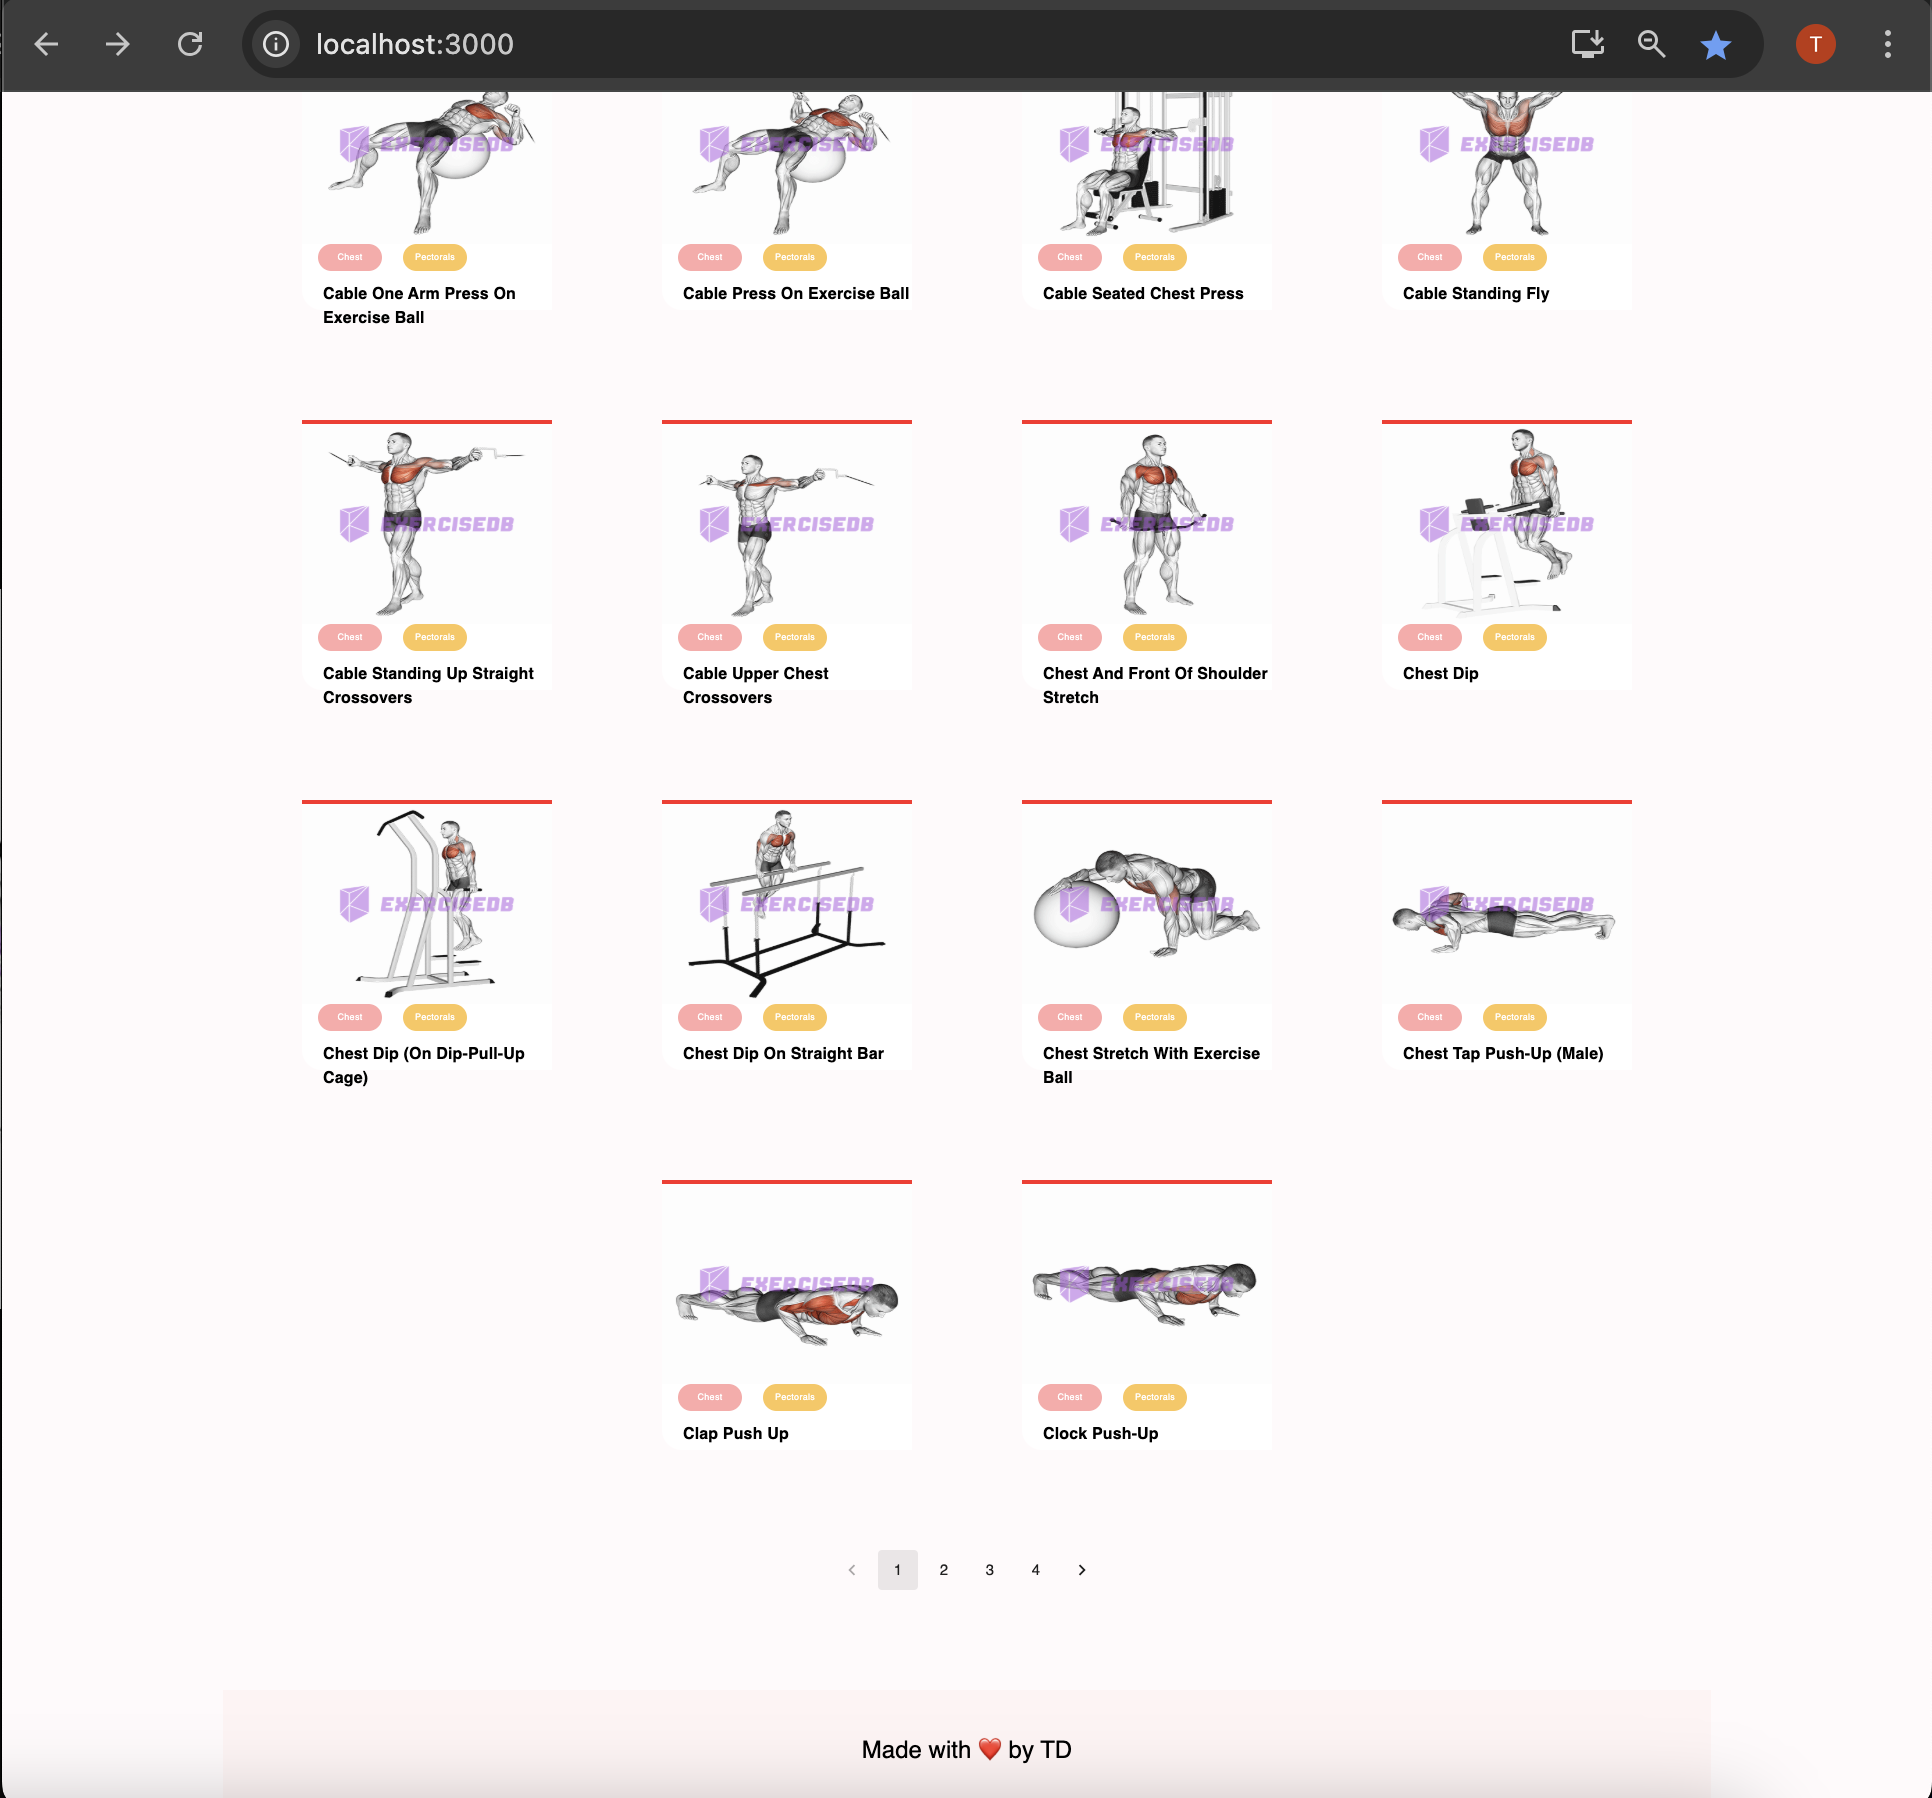 localhost:3000
T
EXERCISEDB
EXERCISEDB
EXERCISEDB
EXERCISEDB
Chest Pectorals
Chest Pectorals
Chest Pectorals
Chest Pectorals
Cable One Arm Press On
Exercise Ball
Cable Press On Exercise Ball
Cable Seated Chest Press
Cable Standing Fly
EXERCISEDB
EXERCISEDB
EXERCISEDB
EXERCISEDB
Chest Pectorals
Chest Pectorals
Chest Pectorals
Chest Pectorals
Cable Standing Up Straight
Crossovers
Cable Upper Chest
Crossovers
Chest And Front Of Shoulder
Stretch
Chest Dip
EXERCISEDB
EXERCISEDB
EXERCISEDB
EXERCISEDB
Chest Pectorals
Chest Pectorals
Chest Pectorals
Chest Pectorals
Chest Dip (On Dip-Pull-Up
Cage)
Chest Dip On Straight Bar
Chest Stretch With Exercise
Ball
Chest Tap Push-Up (Male)
EXERCISEDB
EXERCISEDB
Chest Pectorals
Chest Pectorals
Clap Push Up
Clock Push-Up
1 2 3 4
Made with ❤️ by TD